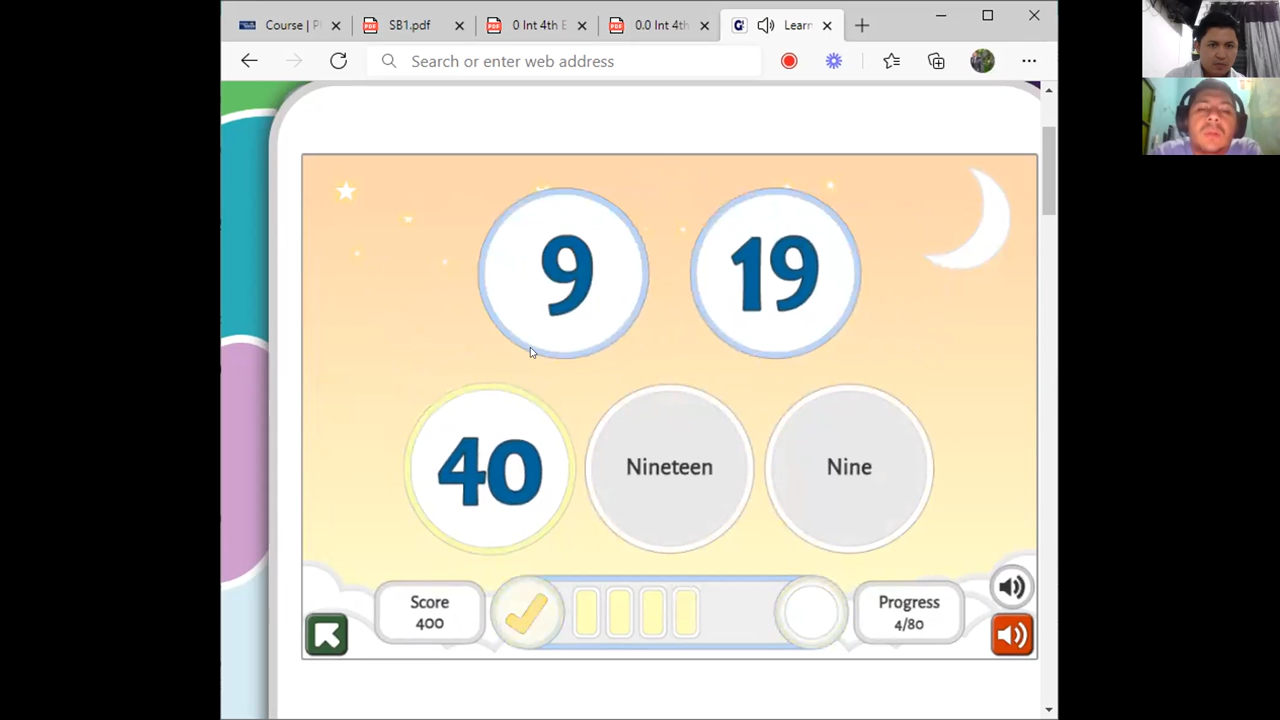 Course | P
SB1.pdf
0 Int 4th E
0.0 Int 4th
Learn
Search or enter web address
9
19
40
Nineteen
Nine
Score
400
Progress
4/80